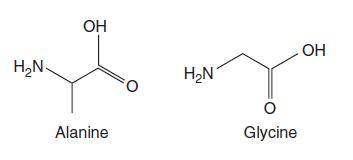 OH
H₂N
O
Alanine
OH
H₂N
O
Glycine